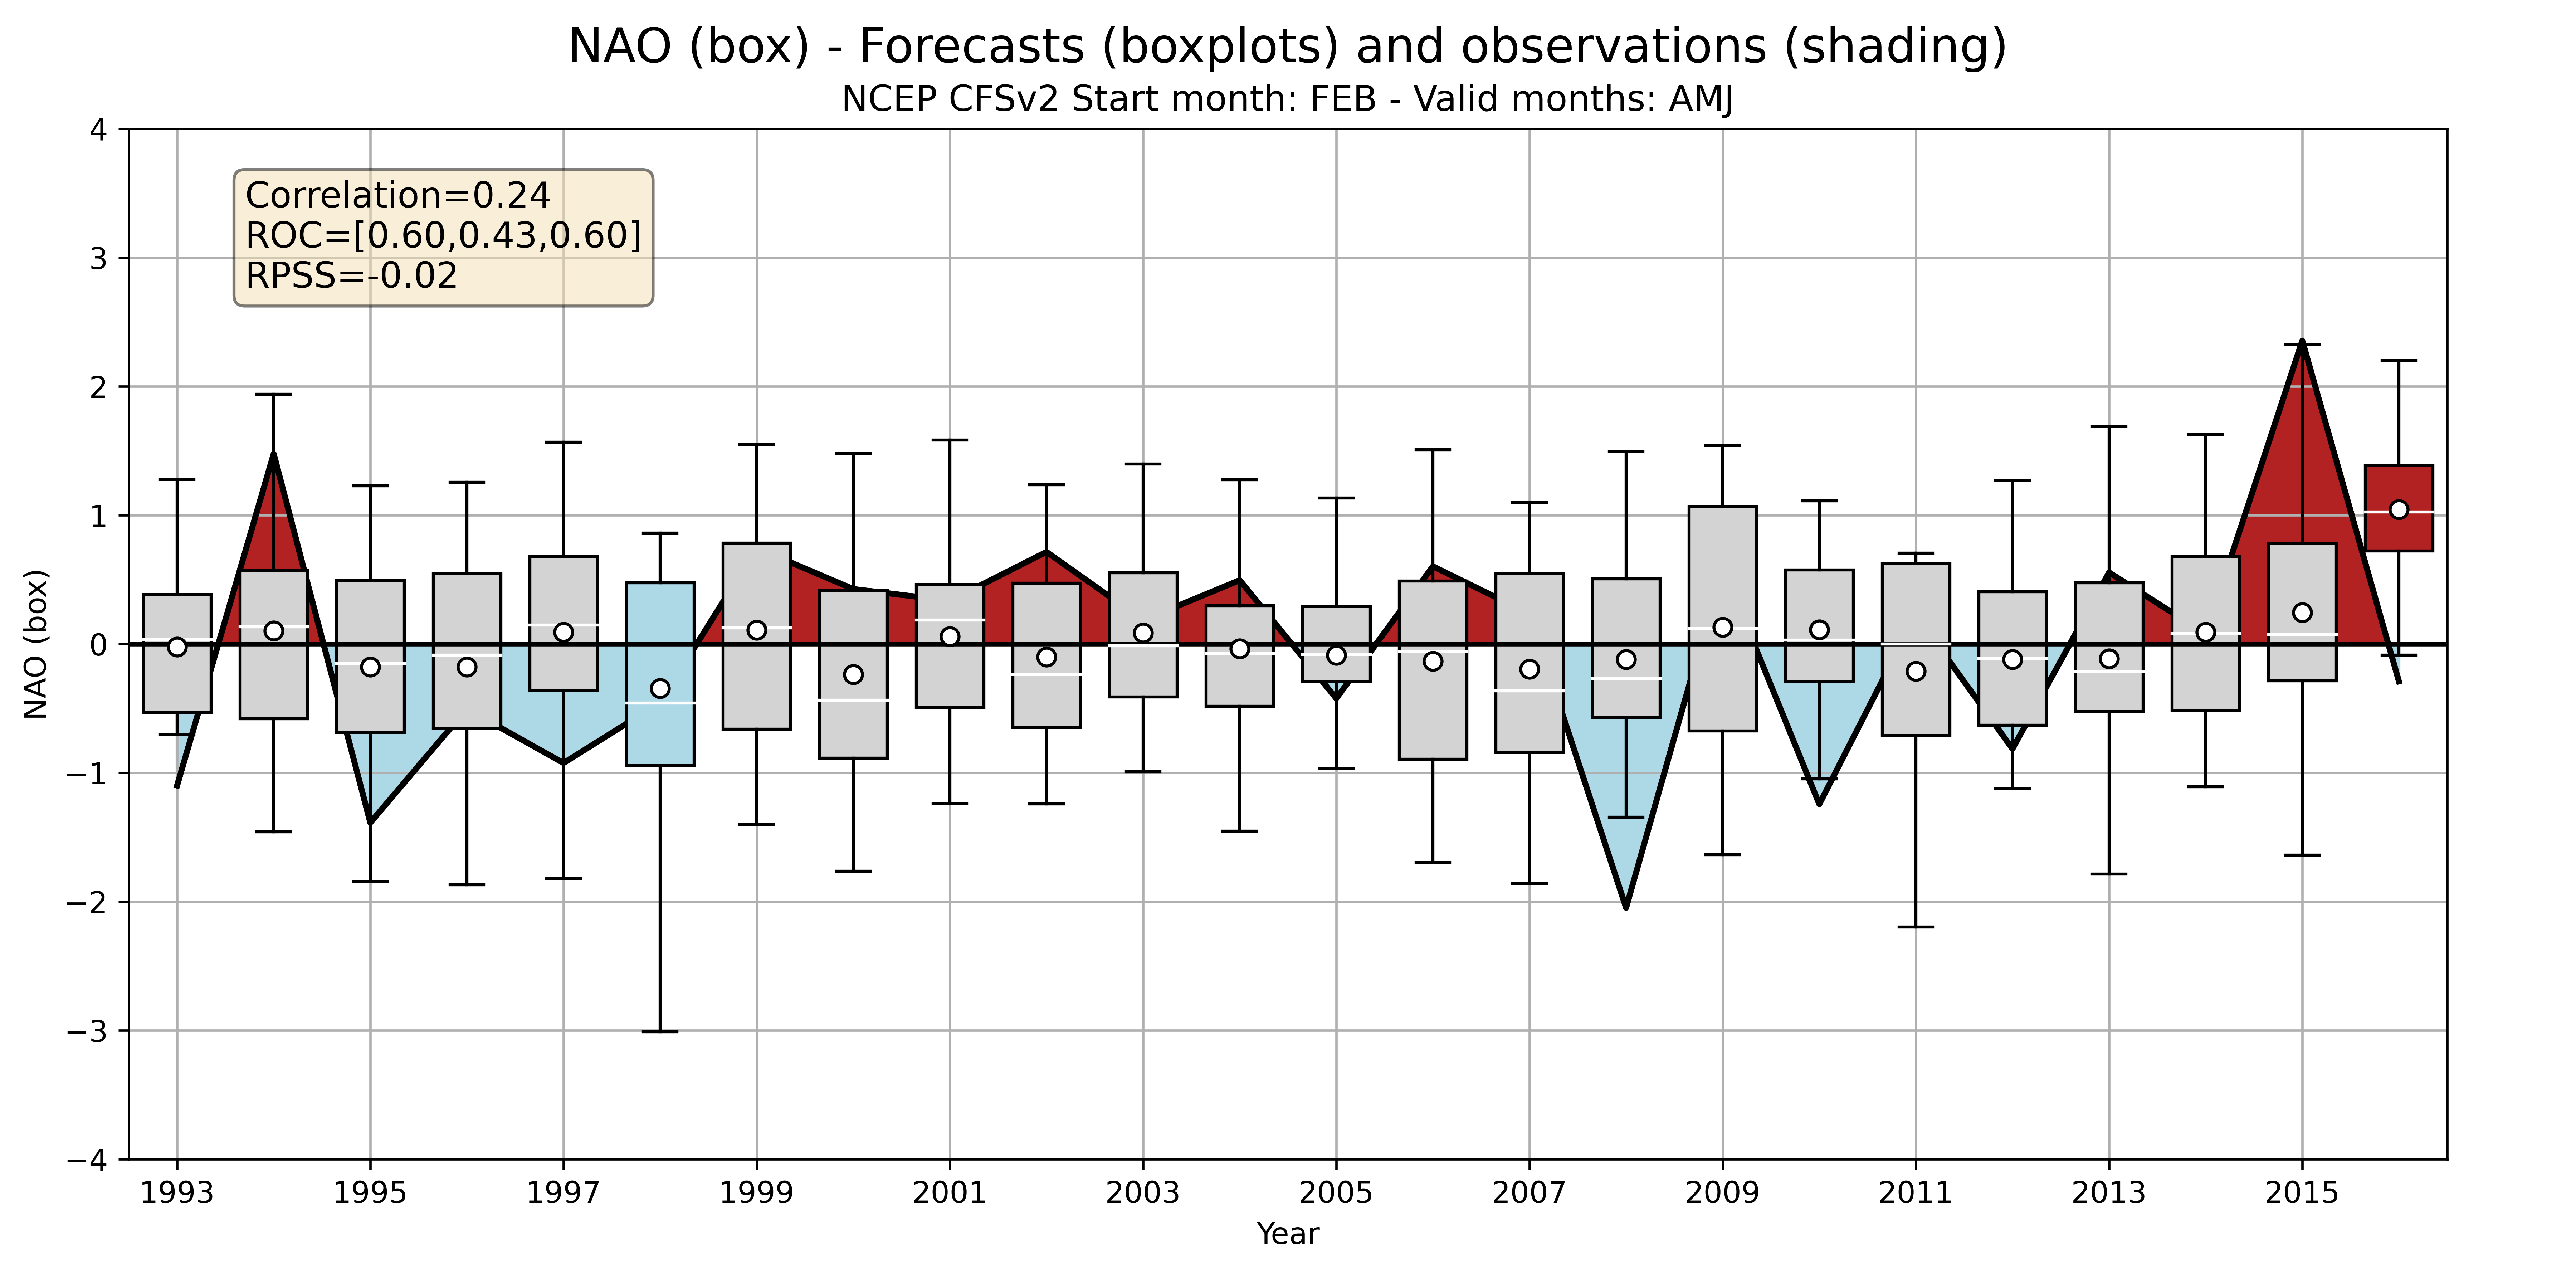 NAO (box) - Forecasts (boxplots) and observations (shading)
NCEP CFSv2 Start month: FEB - Valid months: AMJ
Correlation=0.24
ROC=[0.60,0.43,0.60]
RPSS=-0.02
NAO (box)
4
3
2
1
0
−1
−2
−3
−4
1993 1995 1997 1999 2001 2003 2005 2007 2009 2011 2013 2015
Year